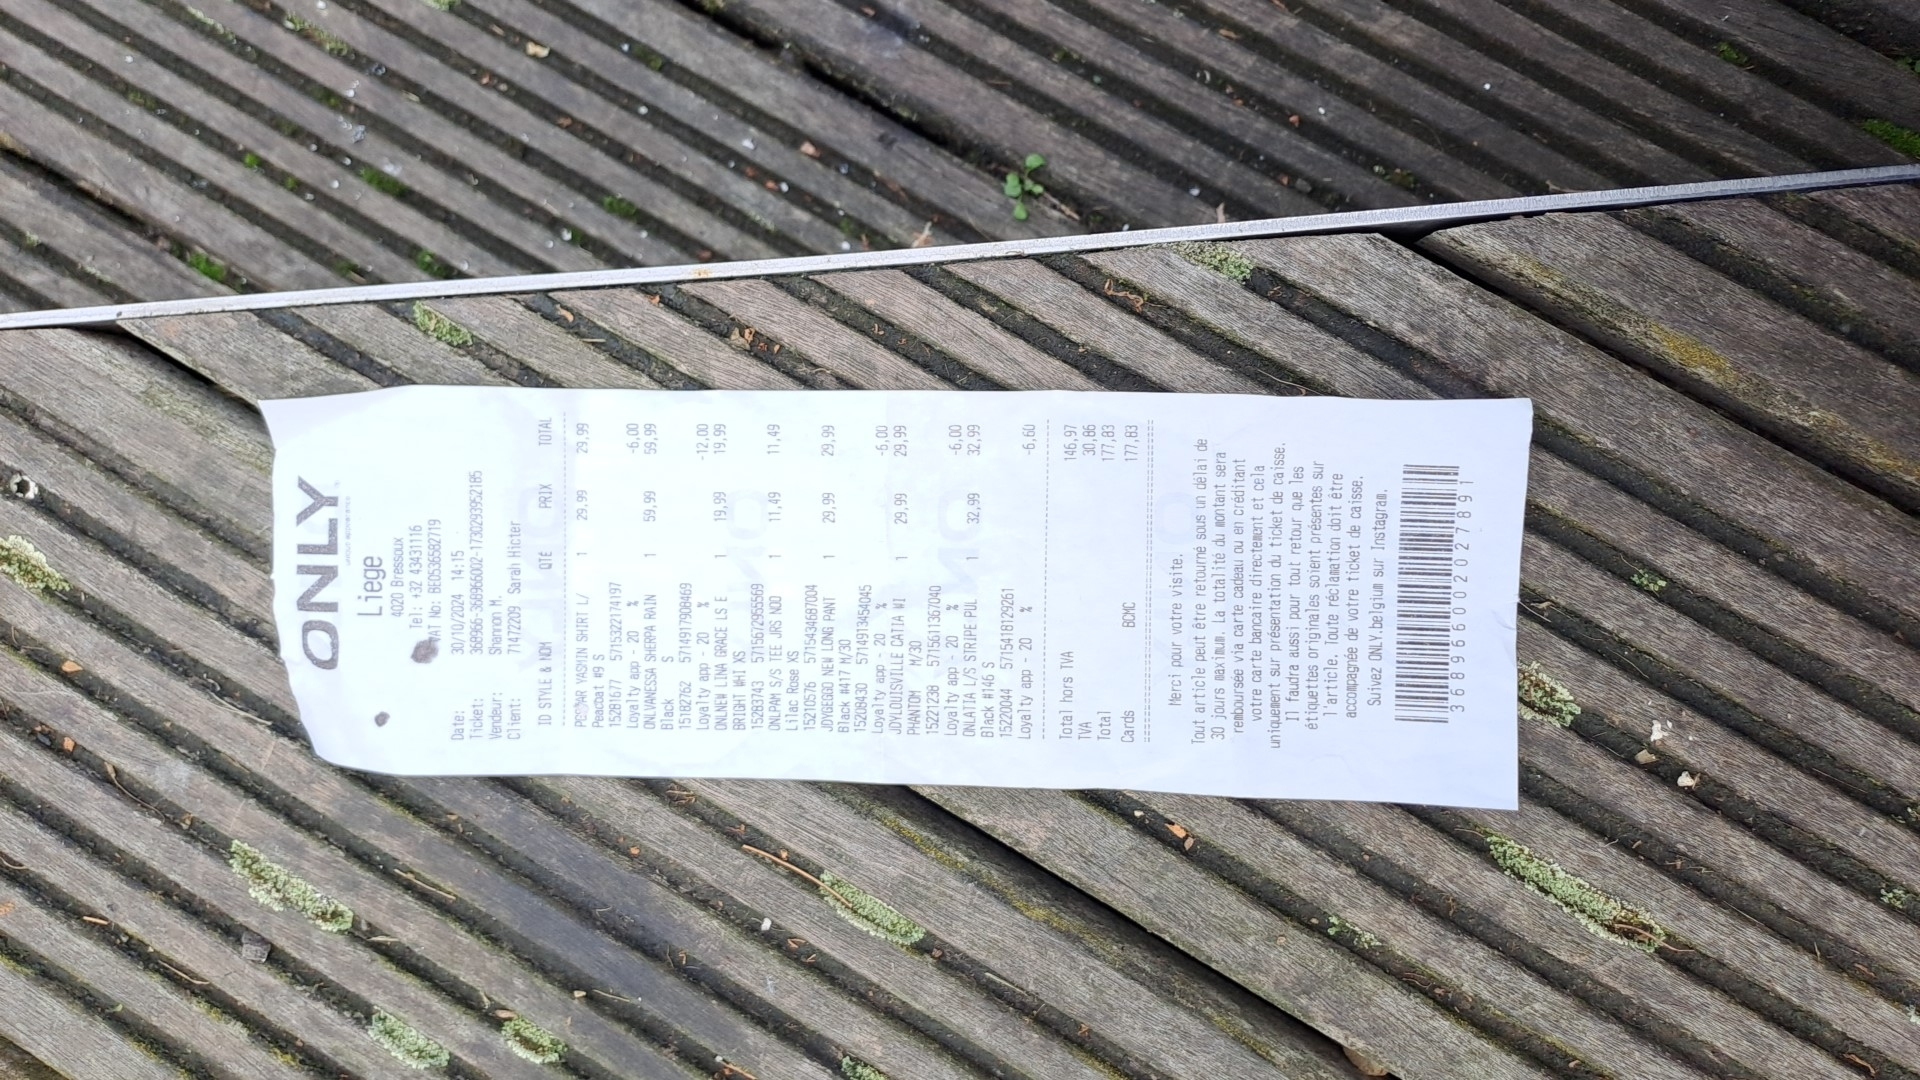 ONLY
Liege
4020 Bressoux
Tel: +32 43431116
VAT No: BE0536582719
Date: 30/10/2024 14:15
Ticket: 368966-368966002-1730293952185
Vendeur: Shannon M.
Client: 71472209 Sarah Hicter
ID STYLE & NOM QTÉ PRIX TOTAL
YASMIN SHIRT L/ 1 29,99 29,99
Peacoat #99 S
15281677 5715322174197
Loyalty app - 20 % -6,00
ONLVANESSA SHERPA RAIN 1 59,99 59,99
Black S
15182762 5714917908469
Loyalty app - 20 % -12,00
ONLNEW LINA GRACE LS E 1 19,99 19,99
BRIGHT WHI XS
15283743 5715672955569
ONLPAM S/S TEE JRS NOO 1 11,49 11,49
Lilac Rose XS
15210576 5715434687004
JDYGEGGO NEW LONG PANT 1 29,99 29,99
Black #417 M/30
15208430 5714913454045
Loyalty app - 20 % -6,00
JDYLOUISVILLE CATIA WI 1 29,99 29,99
PHANTOM M/30
15227238 5715611367040
Loyalty app - 20 % -6,00
ONLATIA L/S STRIPE PUL 1 32,99 32,99
Black #146 S
15220044 5715418129261
Loyalty app - 20 % -6,60
Total hors TVA 146,97
TVA 30,86
Total 177,83
Cards BCMC 177,83
Merci pour votre visite.
Tout article peut être retourné sous un délai de
30 jours maximum. La totalité du montant sera
remboursée via carte cadeau ou en créditant
votre carte bancaire directement et cela
uniquement sur présentation du ticket de caisse.
Il faudra aussi pour tout retour que les
étiquettes originales soient présentes sur
l'article. Toute réclamation doit être
accompagnée de votre ticket de caisse.
Suivez ONLY.belgium sur Instagram.
368966002027891